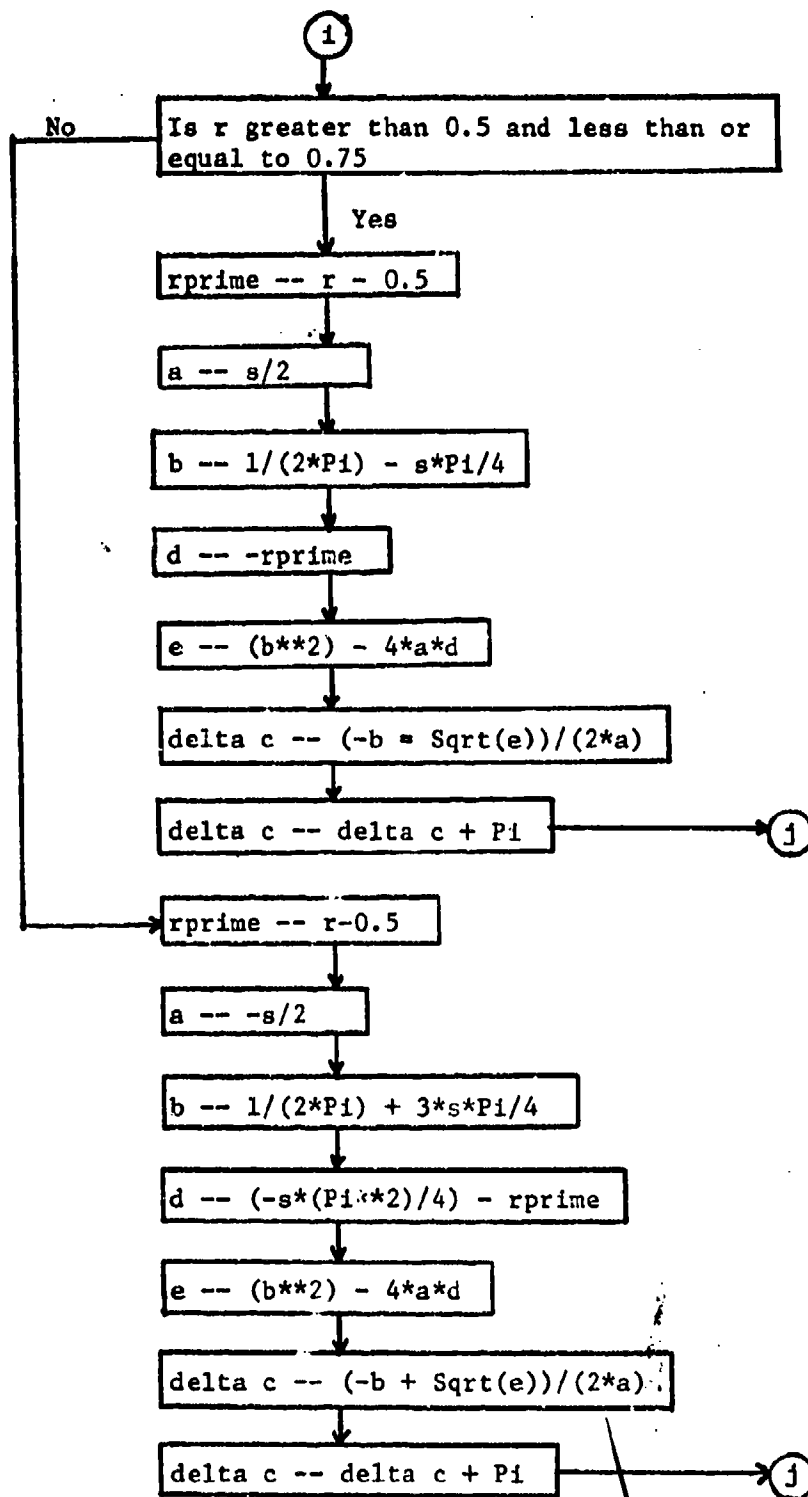 i
No
Is r greater than 0.5 and less than or
equal to 0.75
Yes
rprime -- r - 0.5
a -- s/2
b -- 1/(2*Pi) - s*Pi/4
d -- -rprime
e -- (b**2) - 4*a*d
delta c -- (-b = Sqrt(e))/(2*a)
delta c -- delta c + Pi
j
rprime -- r-0.5
a -- -s/2
b -- 1/(2*Pi) + 3*s*Pi/4
d -- (-s*(Pi**2)/4) - rprime
e -- (b**2) - 4*a*d
delta c -- (-b + Sqrt(e))/(2*a)
delta c -- delta c + Pi
j